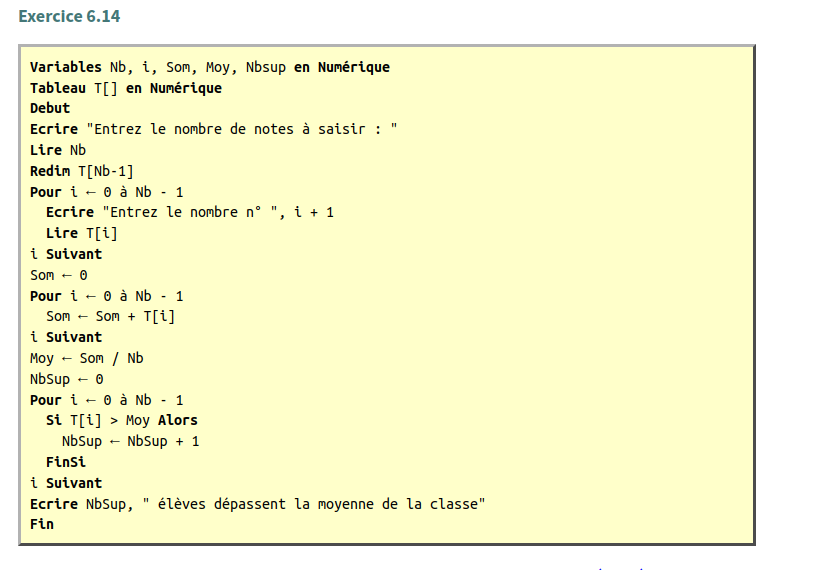 Exercice 6.14
Variables Nb, i, Som, Moy, Nbsup en Numérique
Tableau T[] en Numérique
Debut
Ecrire "Entrez le nombre de notes à saisir : "
Lire Nb
Redim T[Nb-1]
Pour i ← 0 à Nb - 1
  Ecrire "Entrez le nombre n° ", i + 1
  Lire T[i]
i Suivant
Som ← 0
Pour i ← 0 à Nb - 1
  Som ← Som + T[i]
i Suivant
Moy ← Som / Nb
NbSup ← 0
Pour i ← 0 à Nb - 1
  Si T[i] > Moy Alors
    NbSup ← NbSup + 1
  FinSi
i Suivant
Ecrire NbSup, " élèves dépassent la moyenne de la classe"
Fin